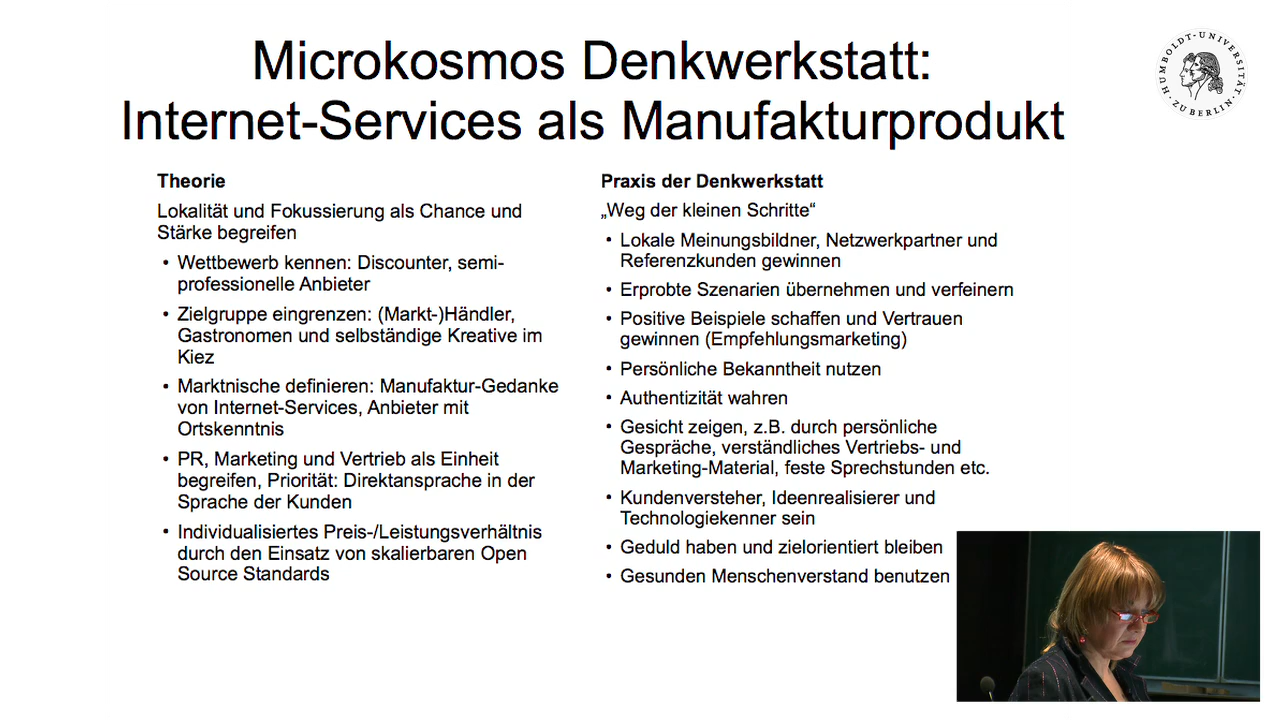 Microkosmos Denkwerkstatt:
Internet-Services als Manufakturprodukt
HUMBOLDT-UNIVERSITÄT
ZU BERLIN
Theorie
Lokalität und Fokussierung als Chance und
Stärke begreifen
• Wettbewerb kennen: Discounter, semi-
professionelle Anbieter
• Zielgruppe eingrenzen: (Markt-)Händler,
Gastronomen und selbständige Kreative im
Kiez
• Marktnische definieren: Manufaktur-Gedanke
von Internet-Services, Anbieter mit
Ortskenntnis
• PR, Marketing und Vertrieb als Einheit
begreifen, Priorität: Direktansprache in der
Sprache der Kunden
• Individualisiertes Preis-/Leistungsverhältnis
durch den Einsatz von skalierbaren Open
Source Standards
Praxis der Denkwerkstatt
„Weg der kleinen Schritte“
• Lokale Meinungsbildner, Netzwerkpartner und
Referenzkunden gewinnen
• Erprobte Szenarien übernehmen und verfeinern
• Positive Beispiele schaffen und Vertrauen
gewinnen (Empfehlungsmarketing)
• Persönliche Bekanntheit nutzen
• Authentizität wahren
• Gesicht zeigen, z.B. durch persönliche
Gespräche, verständliches Vertriebs- und
Marketing-Material, feste Sprechstunden etc.
• Kundenversteher, Ideenrealisierer und
Technologiekenner sein
• Geduld haben und zielorientiert bleiben
• Gesunden Menschenverstand benutzen